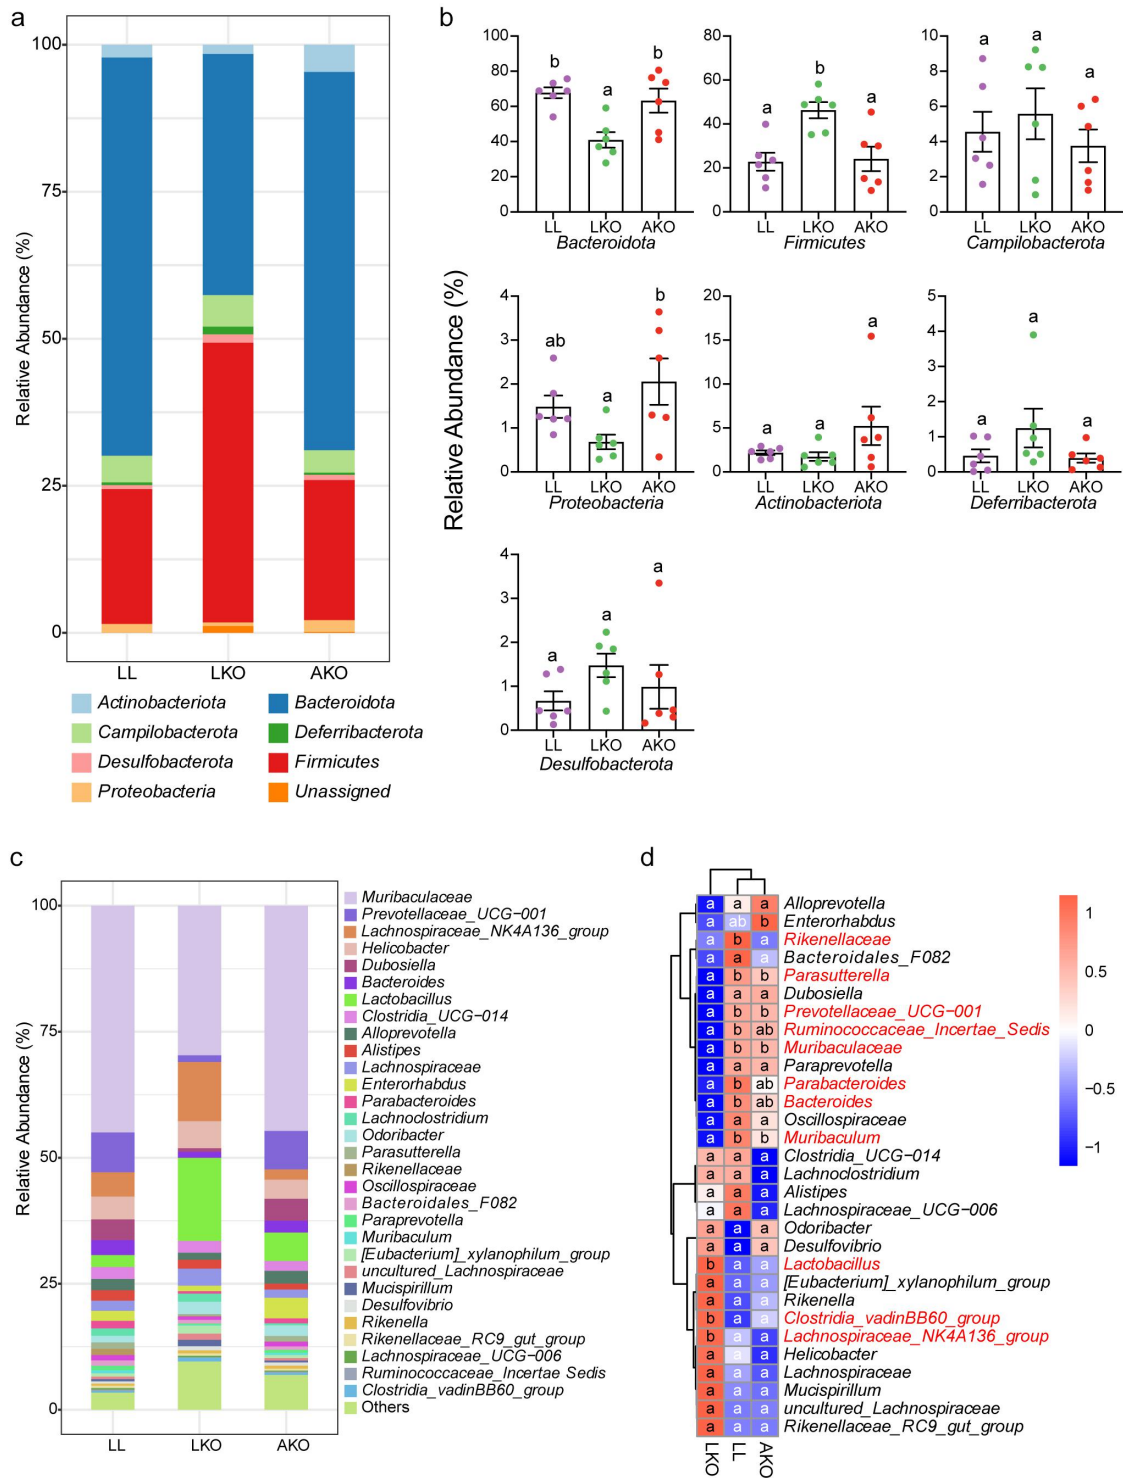 a
100
75
50
25
0
Relative Abundance (%)
LL LKO AKO
Actinobacteriota Bacteroidota
Campilobacterota Deferribacterota
Desulfobacterota Firmicutes
Proteobacteria Unassigned
b
Relative Abundance (%)
100
80
60
40
20
0
b a b
LL LKO AKO
Bacteroidota
80
60
40
20
0
a b a
LL LKO AKO
Firmicutes
10
8
6
4
2
0
a a a
LL LKO AKO
Campilobacterota
4
3
2
1
0
ab a b
LL LKO AKO
Proteobacteria
20
15
10
5
0
a a a
LL LKO AKO
Actinobacteriota
5
4
3
2
1
0
a a a
LL LKO AKO
Deferribacterota
4
3
2
1
0
a a a
LL LKO AKO
Desulfobacterota
c
100
75
50
25
0
Relative Abundance (%)
LL LKO AKO
Muribaculaceae
Prevotellaceae_UCG−001
Lachnospiraceae_NK4A136_group
Helicobacter
Dubosiella
Bacteroides
Lactobacillus
Clostridia_UCG−014
Alloprevotella
Alistipes
Lachnospiraceae
Enterorhabdus
Parabacteroides
Lachnoclostridium
Odoribacter
Parasutterella
Rikenellaceae
Oscillospiraceae
Bacteroidales_F082
Paraprevotella
Muribaculum
[Eubacterium]_xylanophilum_group
uncultured_Lachnospiraceae
Mucispirillum
Desulfovibrio
Rikenella
Rikenellaceae_RC9_gut_group
Lachnospiraceae_UCG−006
Ruminococcaceae_Incertae Sedis
Clostridia_vadinBB60_group
Others
d
a a a Alloprevotella
a ab b Enterorhabdus
a b a Rikenellaceae
a a a Bacteroidales_F082
a b b Parasutterella
a a a Dubosiella
a b b Prevotellaceae_UCG−001
a b ab Ruminococcaceae_Incertae_Sedis
a b b Muribaculaceae
a a a Paraprevotella
a b ab Parabacteroides
a b ab Bacteroides
a a a Oscillospiraceae
a b b Muribaculum
a a a Clostridia_UCG−014
a a a Lachnoclostridium
a a a Alistipes
a a a Lachnospiraceae_UCG−006
a a a Odoribacter
a a a Desulfovibrio
b a a Lactobacillus
a a a [Eubacterium]_xylanophilum_group
a a a Rikenella
b a a Clostridia_vadinBB60_group
b a a Lachnospiraceae_NK4A136_group
a a a Helicobacter
a a a Lachnospiraceae
a a a Mucispirillum
a a a uncultured_Lachnospiraceae
a a a Rikenellaceae_RC9_gut_group
LKO LL AKO
1
0.5
0
−0.5
−1